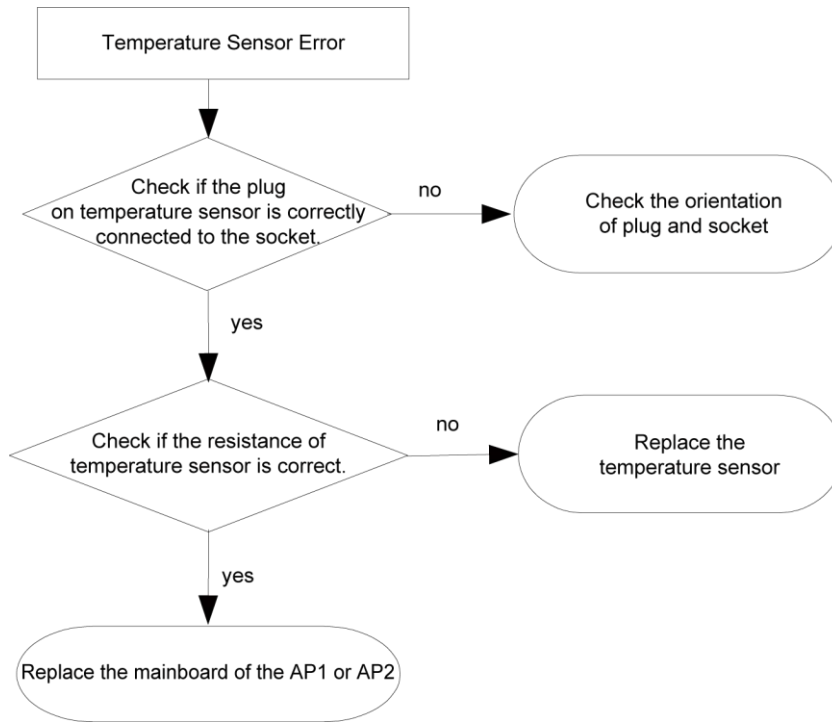 Temperature Sensor Error
Check if the plug
on temperature sensor is correctly
connected to the socket.
no
Check the orientation
of plug and socket
yes
Check if the resistance of
temperature sensor is correct.
no
Replace the
temperature sensor
yes
Replace the mainboard of the AP1 or AP2